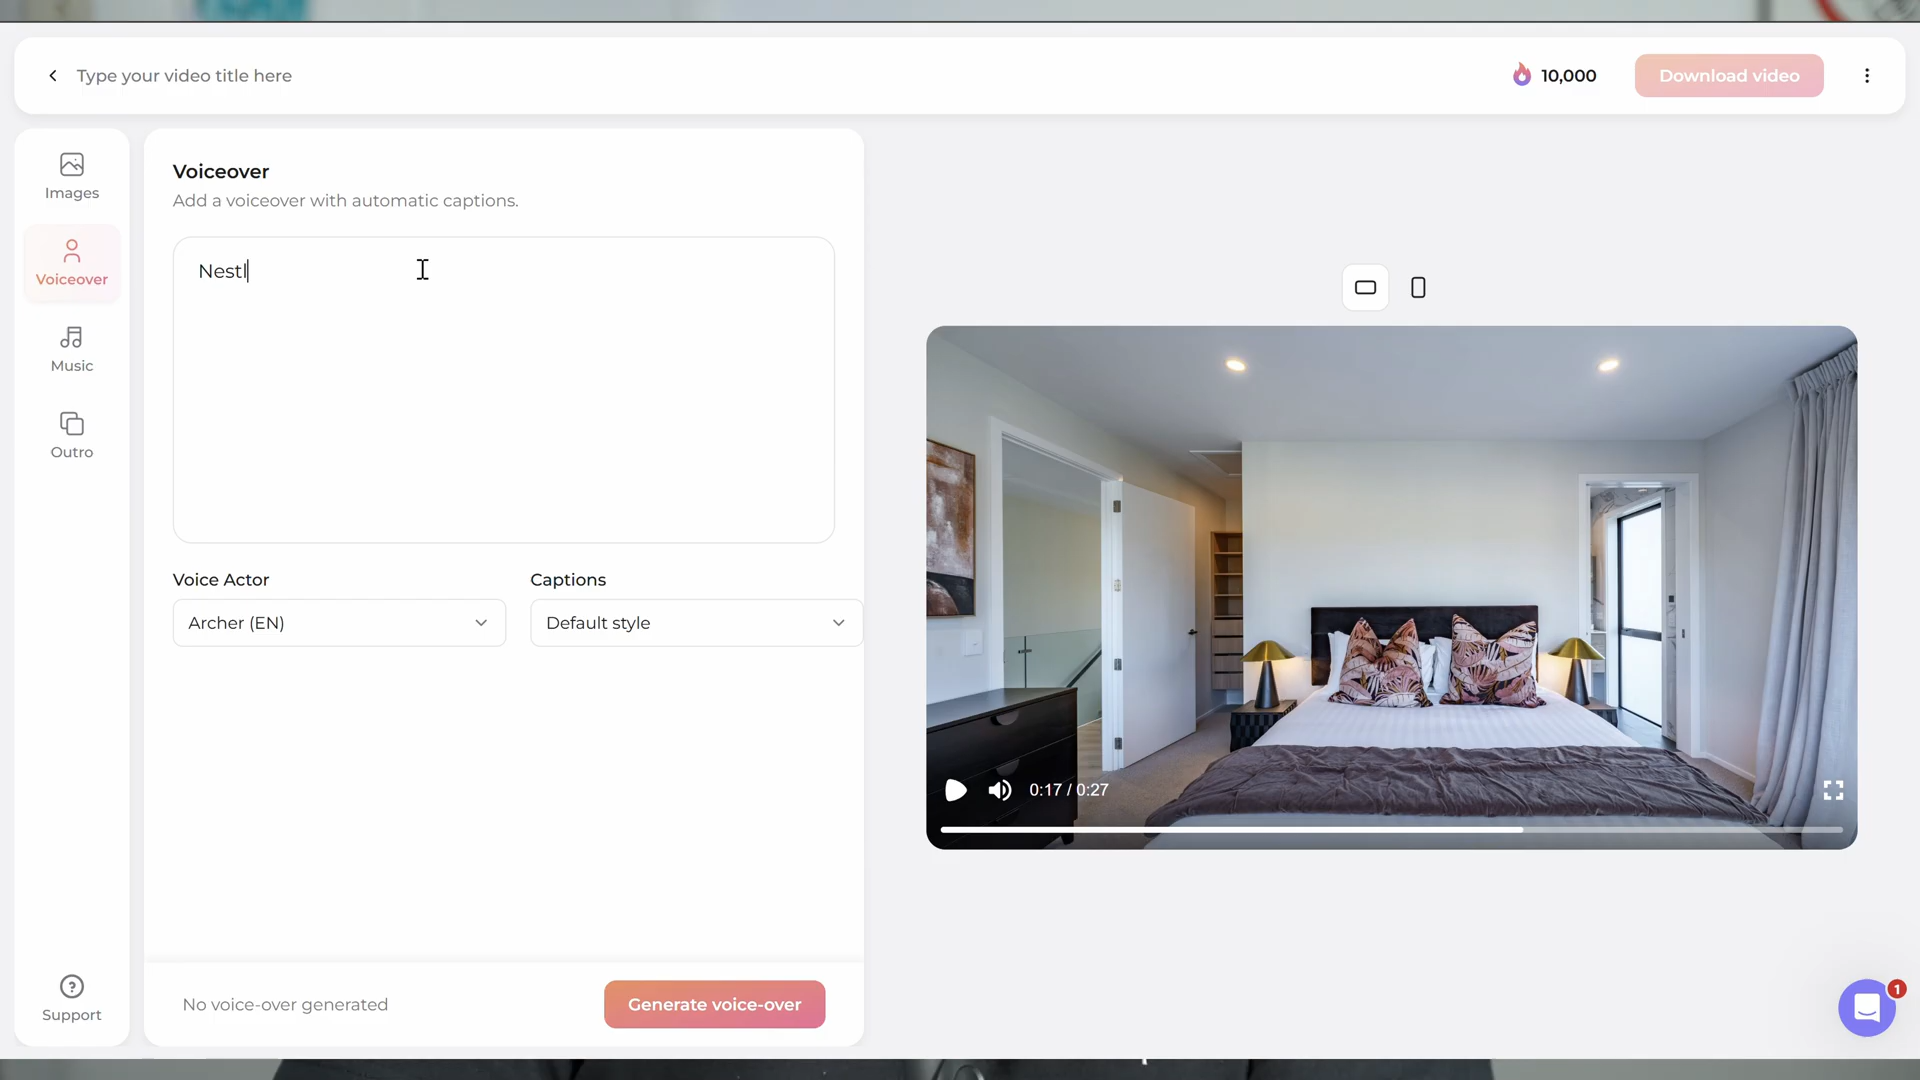 Type your video title here
10,000
Download video
Images
Voiceover
Music
Outro
Support
Voiceover
Add a voiceover with automatic captions.
Nestl
Voice Actor
Captions
Archer (EN)
Default style
No voice-over generated
Generate voice-over
0:17 / 0:27
1